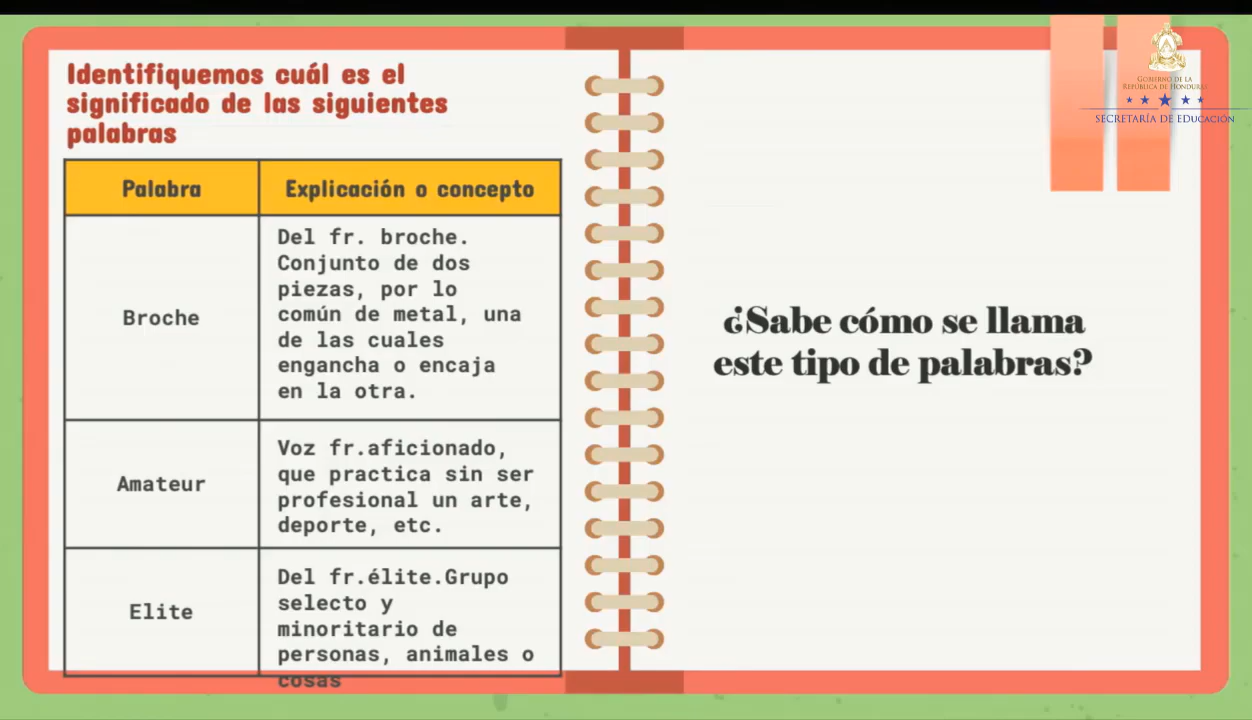 Identifiquemos cuál es el
significado de las siguientes
palabras
Palabra
Explicación o concepto
Broche
Del fr. broche.
Conjunto de dos
piezas, por lo
común de metal, una
de las cuales
engancha o encaja
en la otra.
Amateur
Voz fr.aficionado,
que practica sin ser
profesional un arte,
deporte, etc.
Elite
Del fr.élite.Grupo
selecto y
minoritario de
personas, animales o
cosas
¿Sabe cómo se llama
este tipo de palabras?
GOBIERNO DE LA
REPÚBLICA DE HONDURAS
SECRETARÍA DE EDUCACIÓN